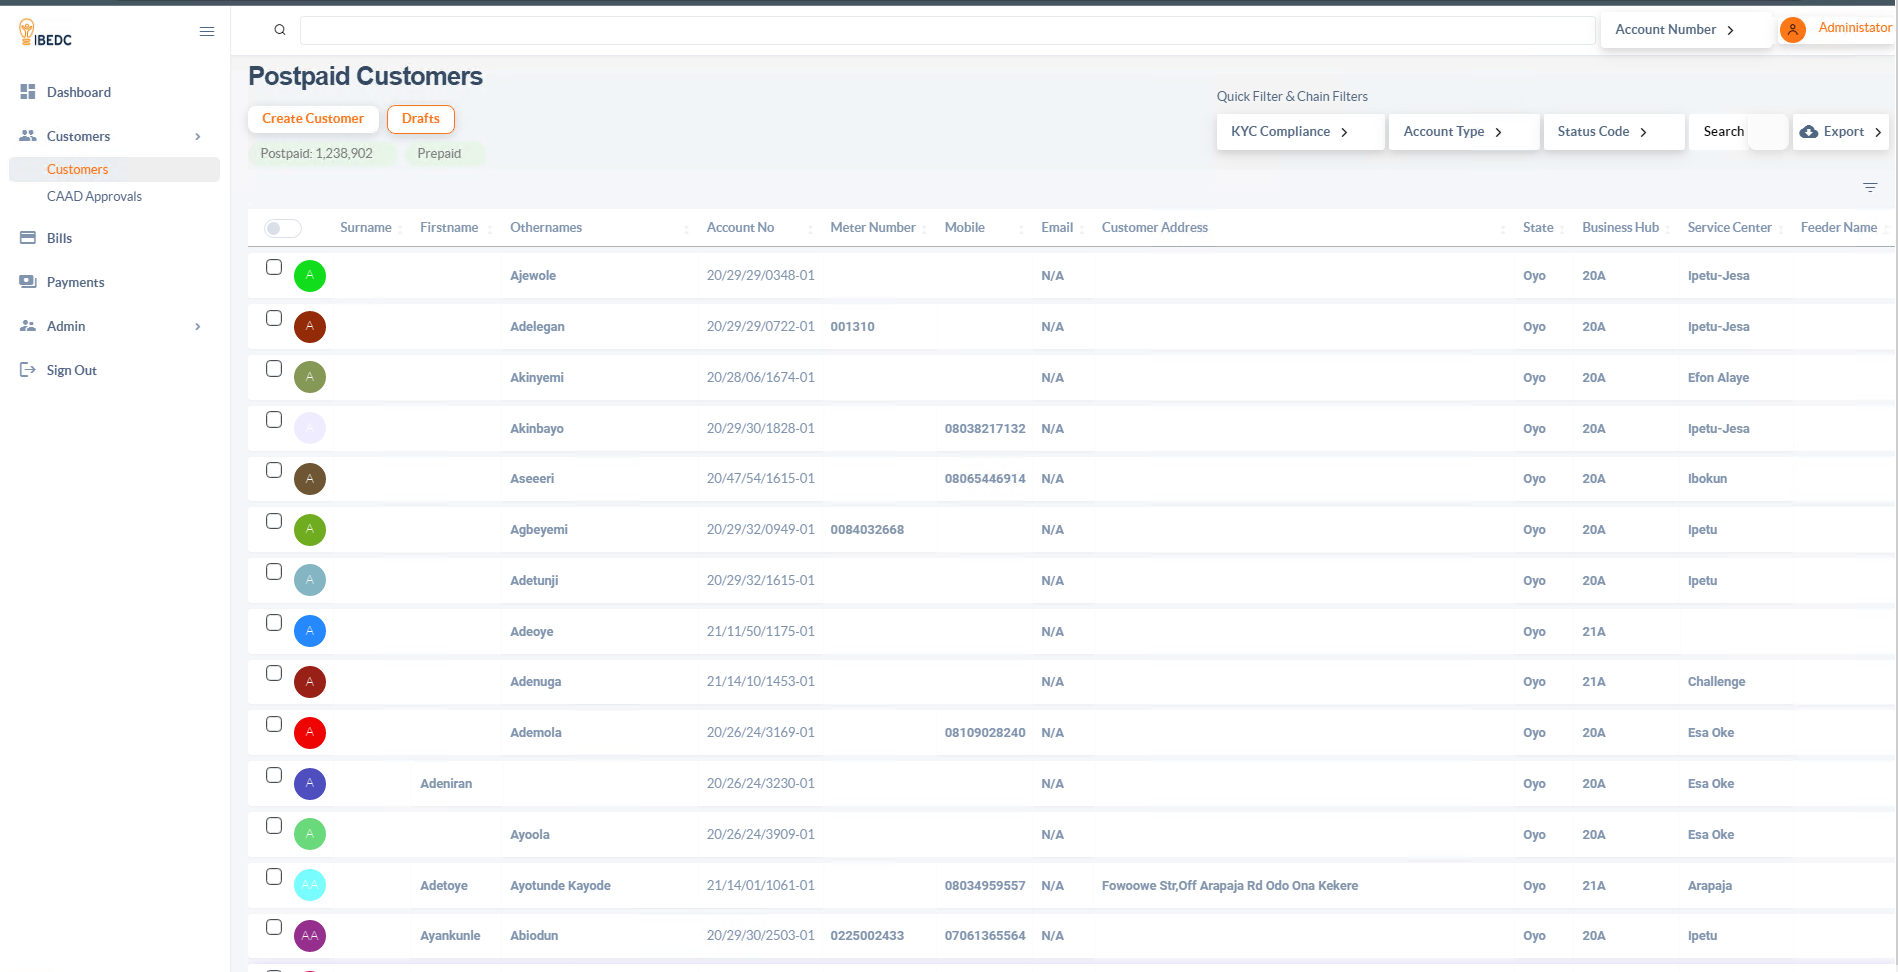 IBEDC
Account Number
Administator
Dashboard
Customers
Customers
CAAD Approvals
Bills
Payments
Admin
Sign Out
Postpaid Customers
Create Customer Drafts
Postpaid: 1,238,902 Prepaid
Quick Filter & Chain Filters
KYC Compliance Account Type Status Code Search Export
Surname Firstname Othernames Account No Meter Number Mobile Email Customer Address State Business Hub Service Center Feeder Name
A Ajewole 20/29/29/0348-01 N/A Oyo 20A Ipetu-Jesa
A Adelegan 20/29/29/0722-01 001310 N/A Oyo 20A Ipetu-Jesa
A Akinyemi 20/28/06/1674-01 N/A Oyo 20A Efon Alaye
A Akinbayo 20/29/30/1828-01 08038217132 N/A Oyo 20A Ipetu-Jesa
A Aseeeri 20/47/54/1615-01 08065446914 N/A Oyo 20A Ibokun
A Agbeyemi 20/29/32/0949-01 0084032668 N/A Oyo 20A Ipetu
A Adetunji 20/29/32/1615-01 N/A Oyo 20A Ipetu
A Adeoye 21/11/50/1175-01 N/A Oyo 21A
A Adenuga 21/14/10/1453-01 N/A Oyo 21A Challenge
A Ademola 20/26/24/3169-01 08109028240 N/A Oyo 20A Esa Oke
A Adeniran 20/26/24/3230-01 N/A Oyo 20A Esa Oke
A Ayoola 20/26/24/3909-01 N/A Oyo 20A Esa Oke
AA Adetoye Ayotunde Kayode 21/14/01/1061-01 08034959557 N/A Fowoowe Str,Off Arapaja Rd Odo Ona Kekere Oyo 21A Arapaja
AA Ayankunle Abiodun 20/29/30/2503-01 0225002433 07061365564 N/A Oyo 20A Ipetu